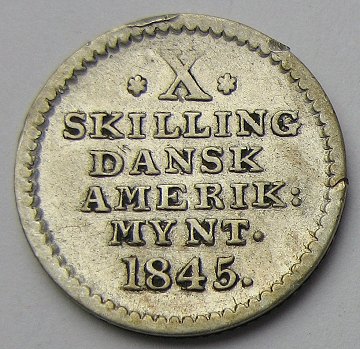 * X *
SKILLING
DANSK
AMERIK:
MYNT.
1845.